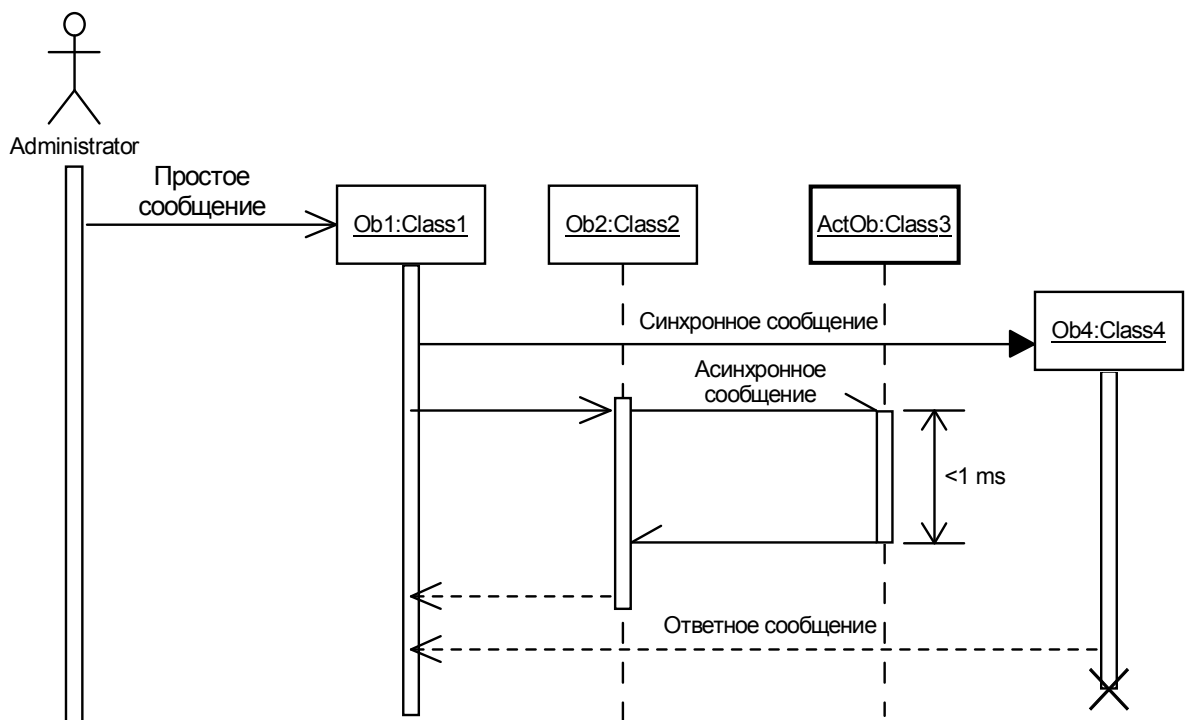 Administrator
Простое
сообщение
Ob1:Class1
Ob2:Class2
ActOb:Class3
Синхронное сообщение
Ob4:Class4
Асинхронное
сообщение
<1 ms
Ответное сообщение